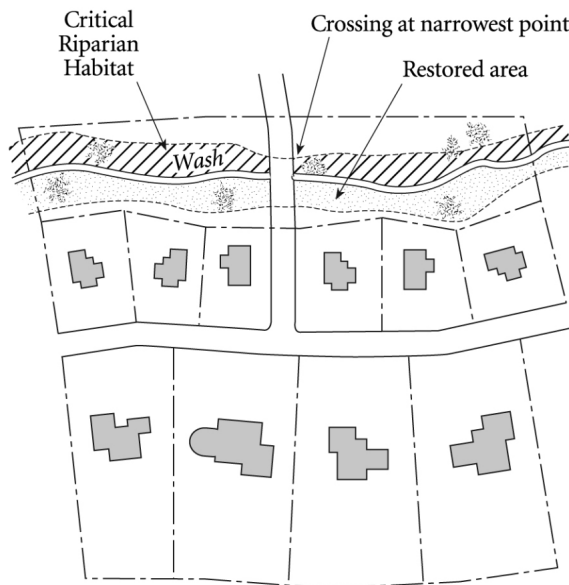 Critical
Riparian
Habitat
Crossing at narrowest point
Restored area
Wash